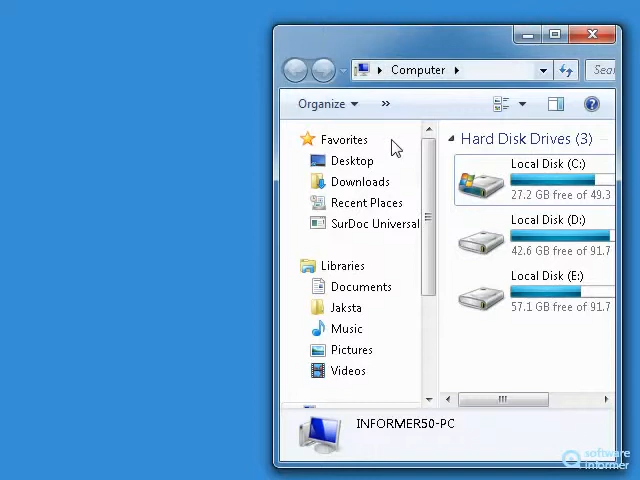 Computer
Sear
Organize
»
Favorites
Desktop
Downloads
Recent Places
SurDoc Universal
Libraries
Documents
Jaksta
Music
Pictures
Videos
Hard Disk Drives (3)
Local Disk (C:)
27.2 GB free of 49.3
Local Disk (D:)
42.6 GB free of 91.7
Local Disk (E:)
57.1 GB free of 91.7
INFORMER50-PC
software
informer